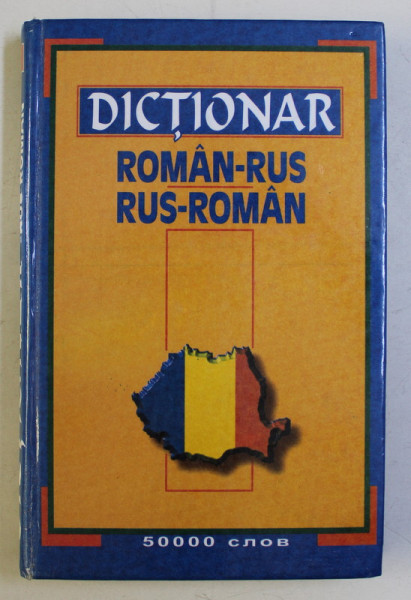 DICȚIONAR
ROMÂN-RUS
RUS-ROMÂN
50000 слов